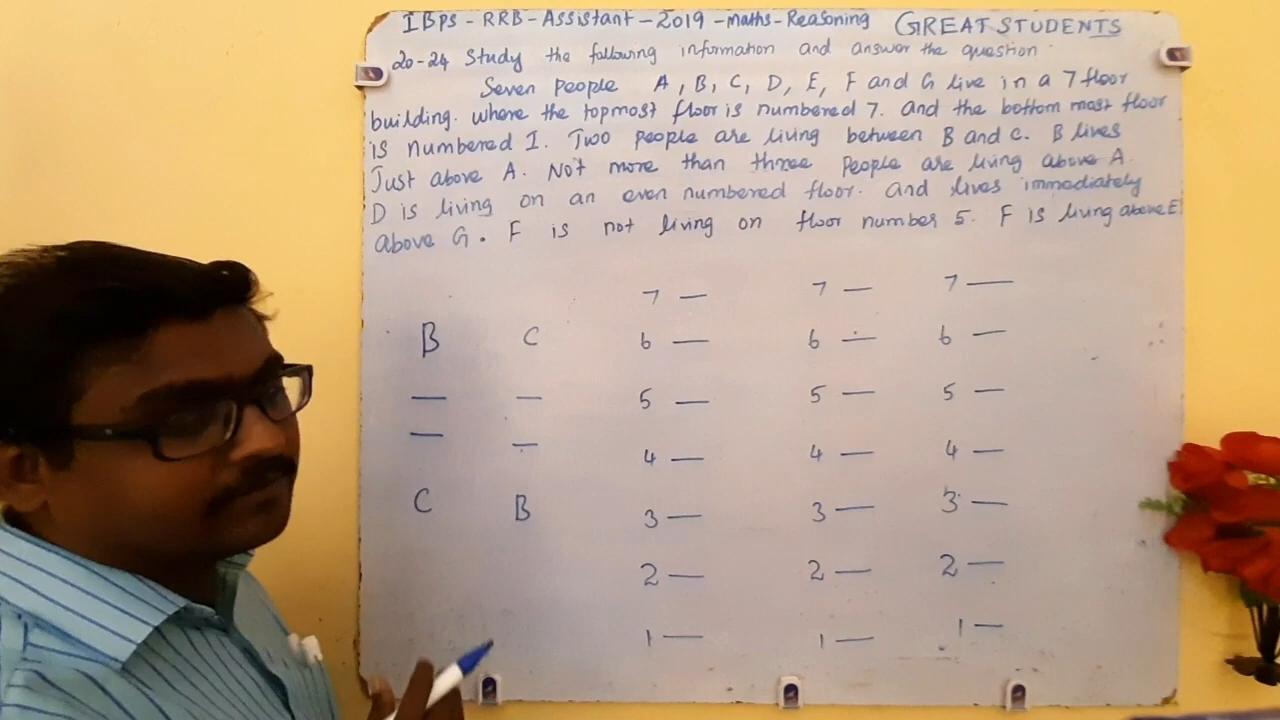 IBPS - RRB - Assistant - 2019 - maths - Reasoning GREAT STUDENTS
20-24 Study the following information and answer the question.
Seven People A, B, C, D, E, F and G live in a 7 floor
building. where the topmost floor is numbered 7. and the bottom most floor
is numbered I. Two people are living between B and C. B lives
Just above A. Not more than three People are living above A.
D is living on an even numbered floor. and lives immediately
above G. F is not living on floor number 5. F is living above E
7 — 7 — 7 —
B C 6 — 6 — 6 —
— — 5 — 5 — 5 —
— — 4 — 4 — 4 —
C B 3 — 3 — 3 —
2 — 2 — 2 —
1 — 1 — 1 —